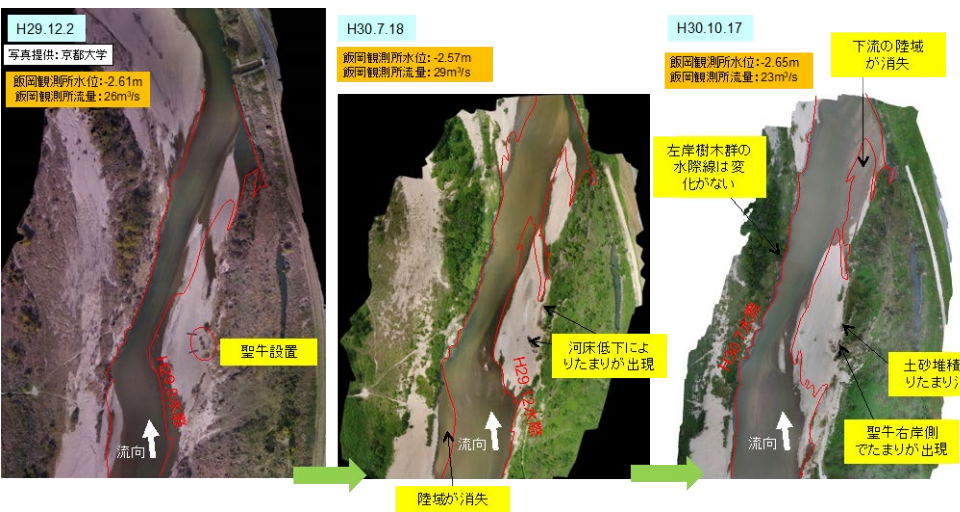 H29.12.2
写真提供：京都大学
飯岡観測所水位：-2.61m
飯岡観測所流量：26m³/s
聖牛設置
流向
H30.7.18
飯岡観測所水位：-2.57m
飯岡観測所流量：29m³/s
河床低下によ
りたまりが出現
H29.12水際
流向
陸域が消失
H30.10.17
飯岡観測所水位：-2.65m
飯岡観測所流量：23m³/s
下流の陸域
が消失
左岸樹木群の
水際線は変
化がない
H30.7水際
土砂堆積
りたまり
聖牛右岸側
でたまりが出現
流向